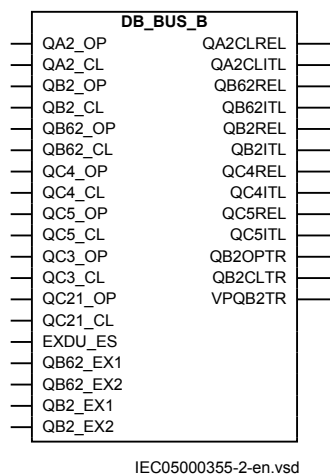 DB_BUS_B
QA2_OP QA2CLREL
QA2_CL QA2CLITL
QB2_OP QB62REL
QB2_CL QB62ITL
QB62_OP QB2REL
QB62_CL QB2ITL
QC4_OP QC4REL
QC4_CL QC4ITL
QC5_OP QC5REL
QC5_CL QC5ITL
QC3_OP QB2OPTR
QC3_CL QB2CLTR
QC21_OP VPQB2TR
QC21_CL
EXDU_ES
QB62_EX1
QB62_EX2
QB2_EX1
QB2_EX2
IEC05000355-2-en.vsd